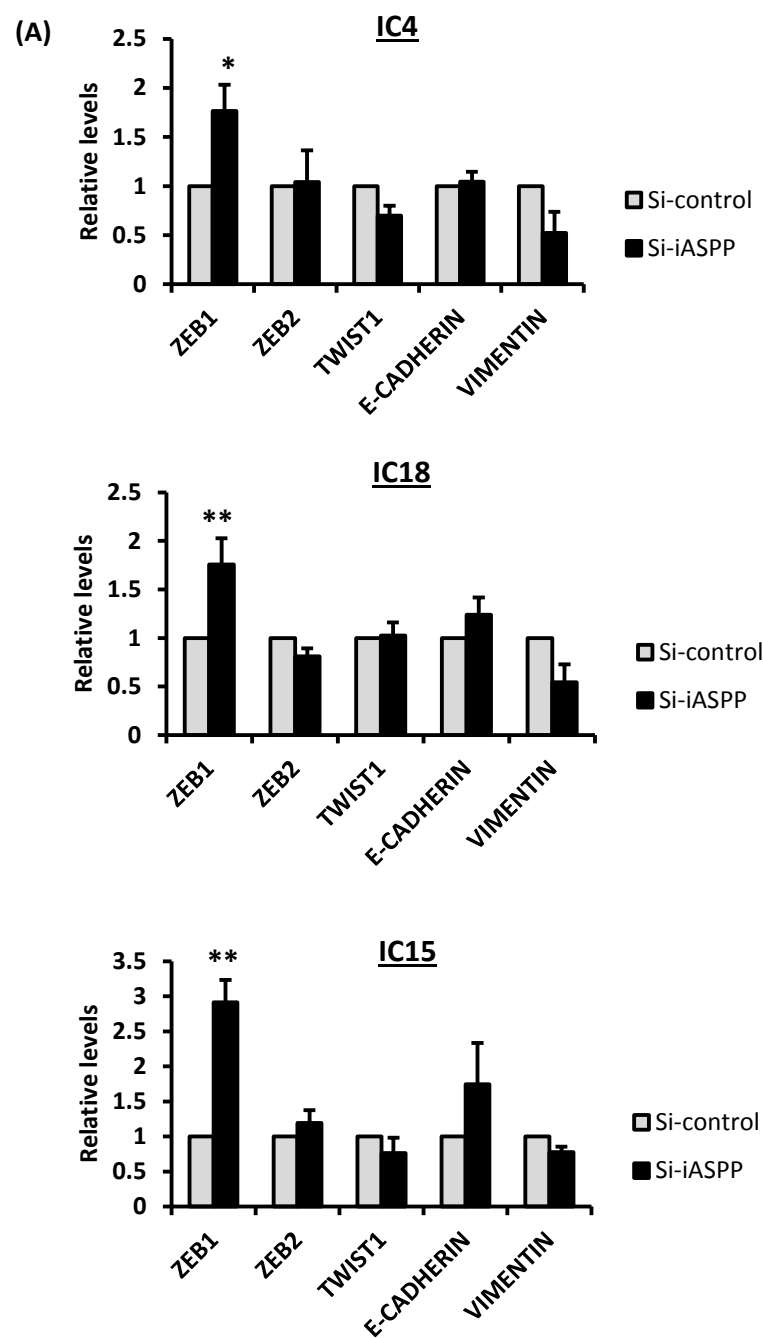 (A)
IC4
Relative levels
2.5
2
1.5
1
0.5
0
*
ZEB1
ZEB2
TWIST1
E-CADHERIN
VIMENTIN
Si-control
Si-iASPP
IC18
Relative levels
2.5
2
1.5
1
0.5
0
**
ZEB1
ZEB2
TWIST1
E-CADHERIN
VIMENTIN
Si-control
Si-iASPP
IC15
Relative levels
3.5
3
2.5
2
1.5
1
0.5
0
**
ZEB1
ZEB2
TWIST1
E-CADHERIN
VIMENTIN
Si-control
Si-iASPP